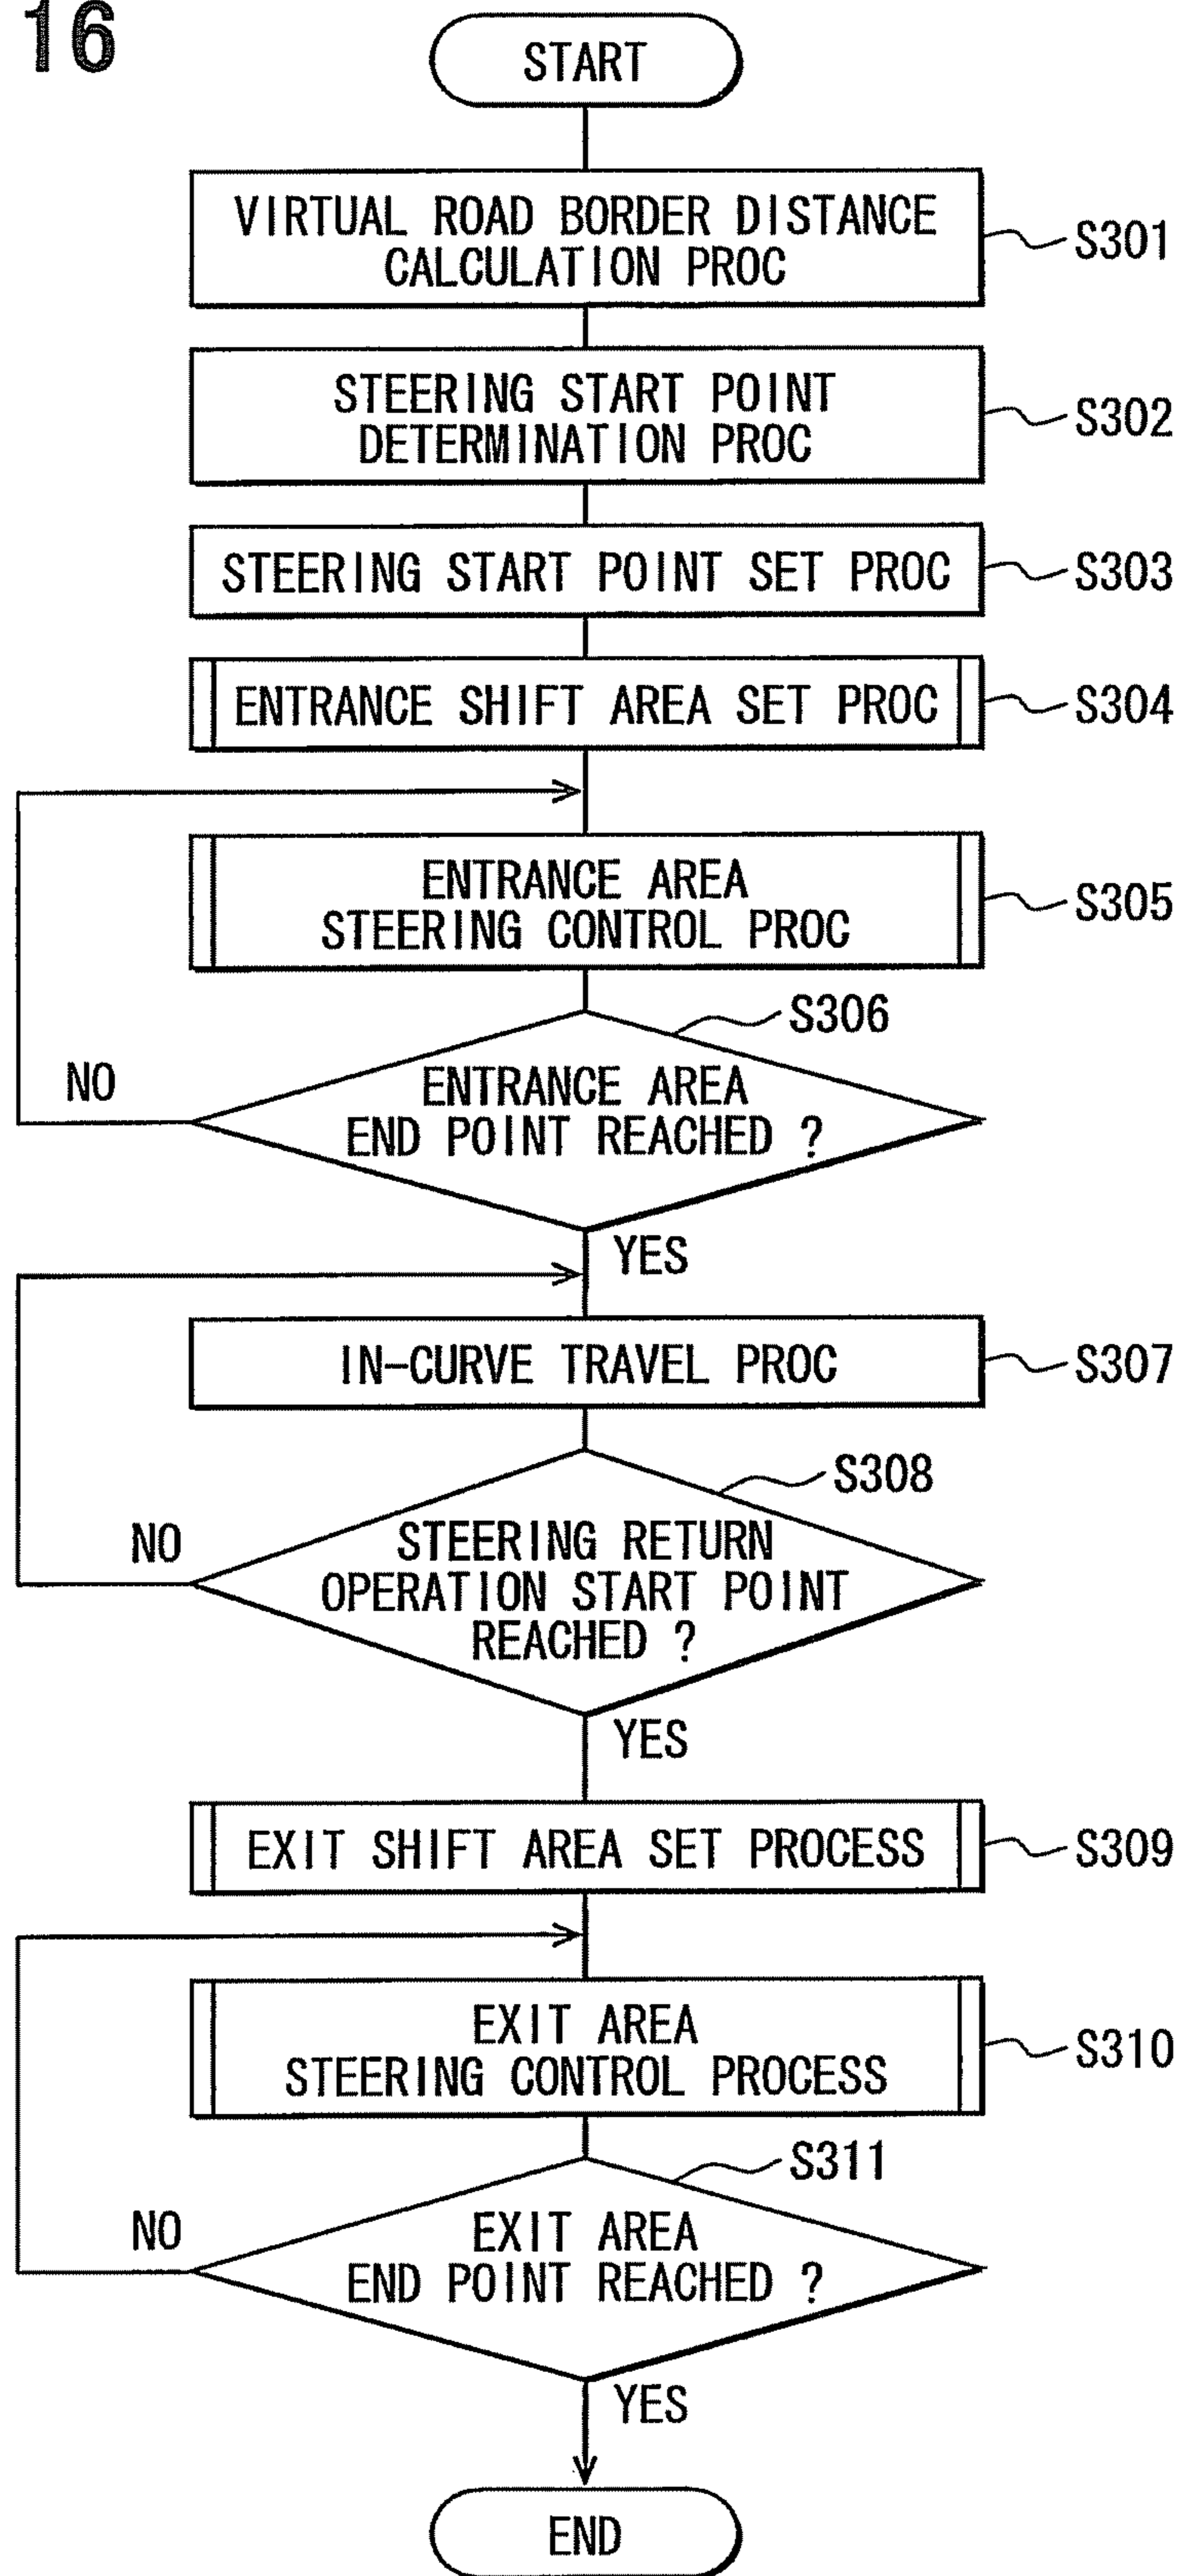 16
START
VIRTUAL ROAD BORDER DISTANCE
CALCULATION PROC
S301
STEERING START POINT
DETERMINATION PROC
S302
STEERING START POINT SET PROC
S303
ENTRANCE SHIFT AREA SET PROC
S304
ENTRANCE AREA
STEERING CONTROL PROC
S305
S306
NO
ENTRANCE AREA
END POINT REACHED ?
YES
IN-CURVE TRAVEL PROC
S307
S308
NO
STEERING RETURN
OPERATION START POINT
REACHED ?
YES
EXIT SHIFT AREA SET PROCESS
S309
EXIT AREA
STEERING CONTROL PROCESS
S310
S311
NO
EXIT AREA
END POINT REACHED ?
YES
END